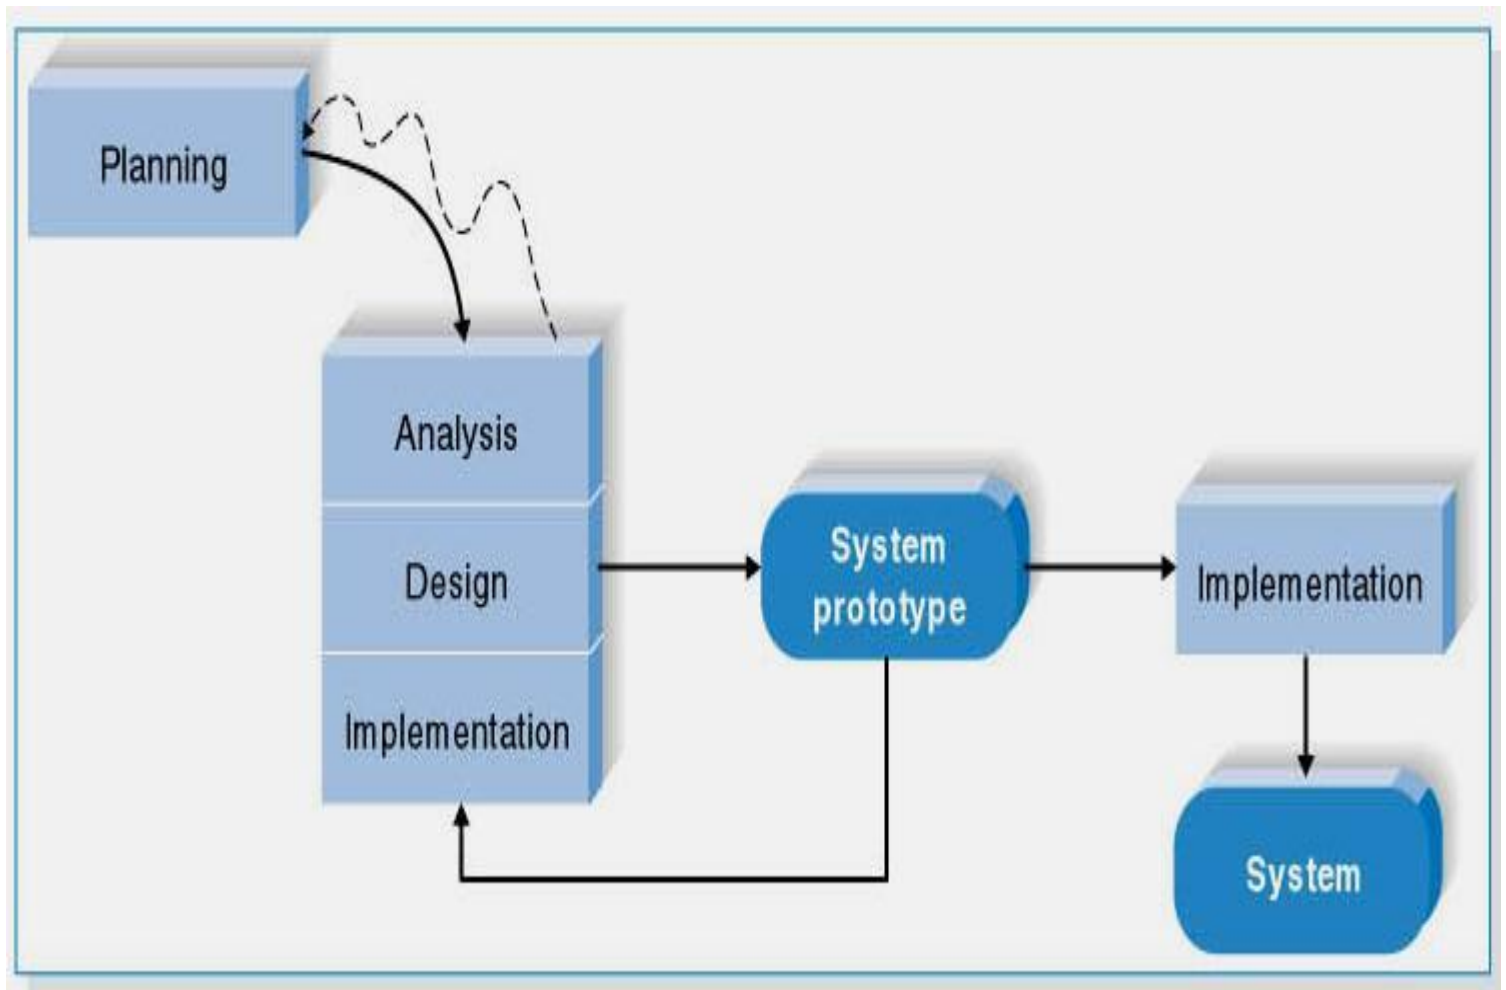 Planning
Analysis
Design
Implementation
System
prototype
Implementation
System